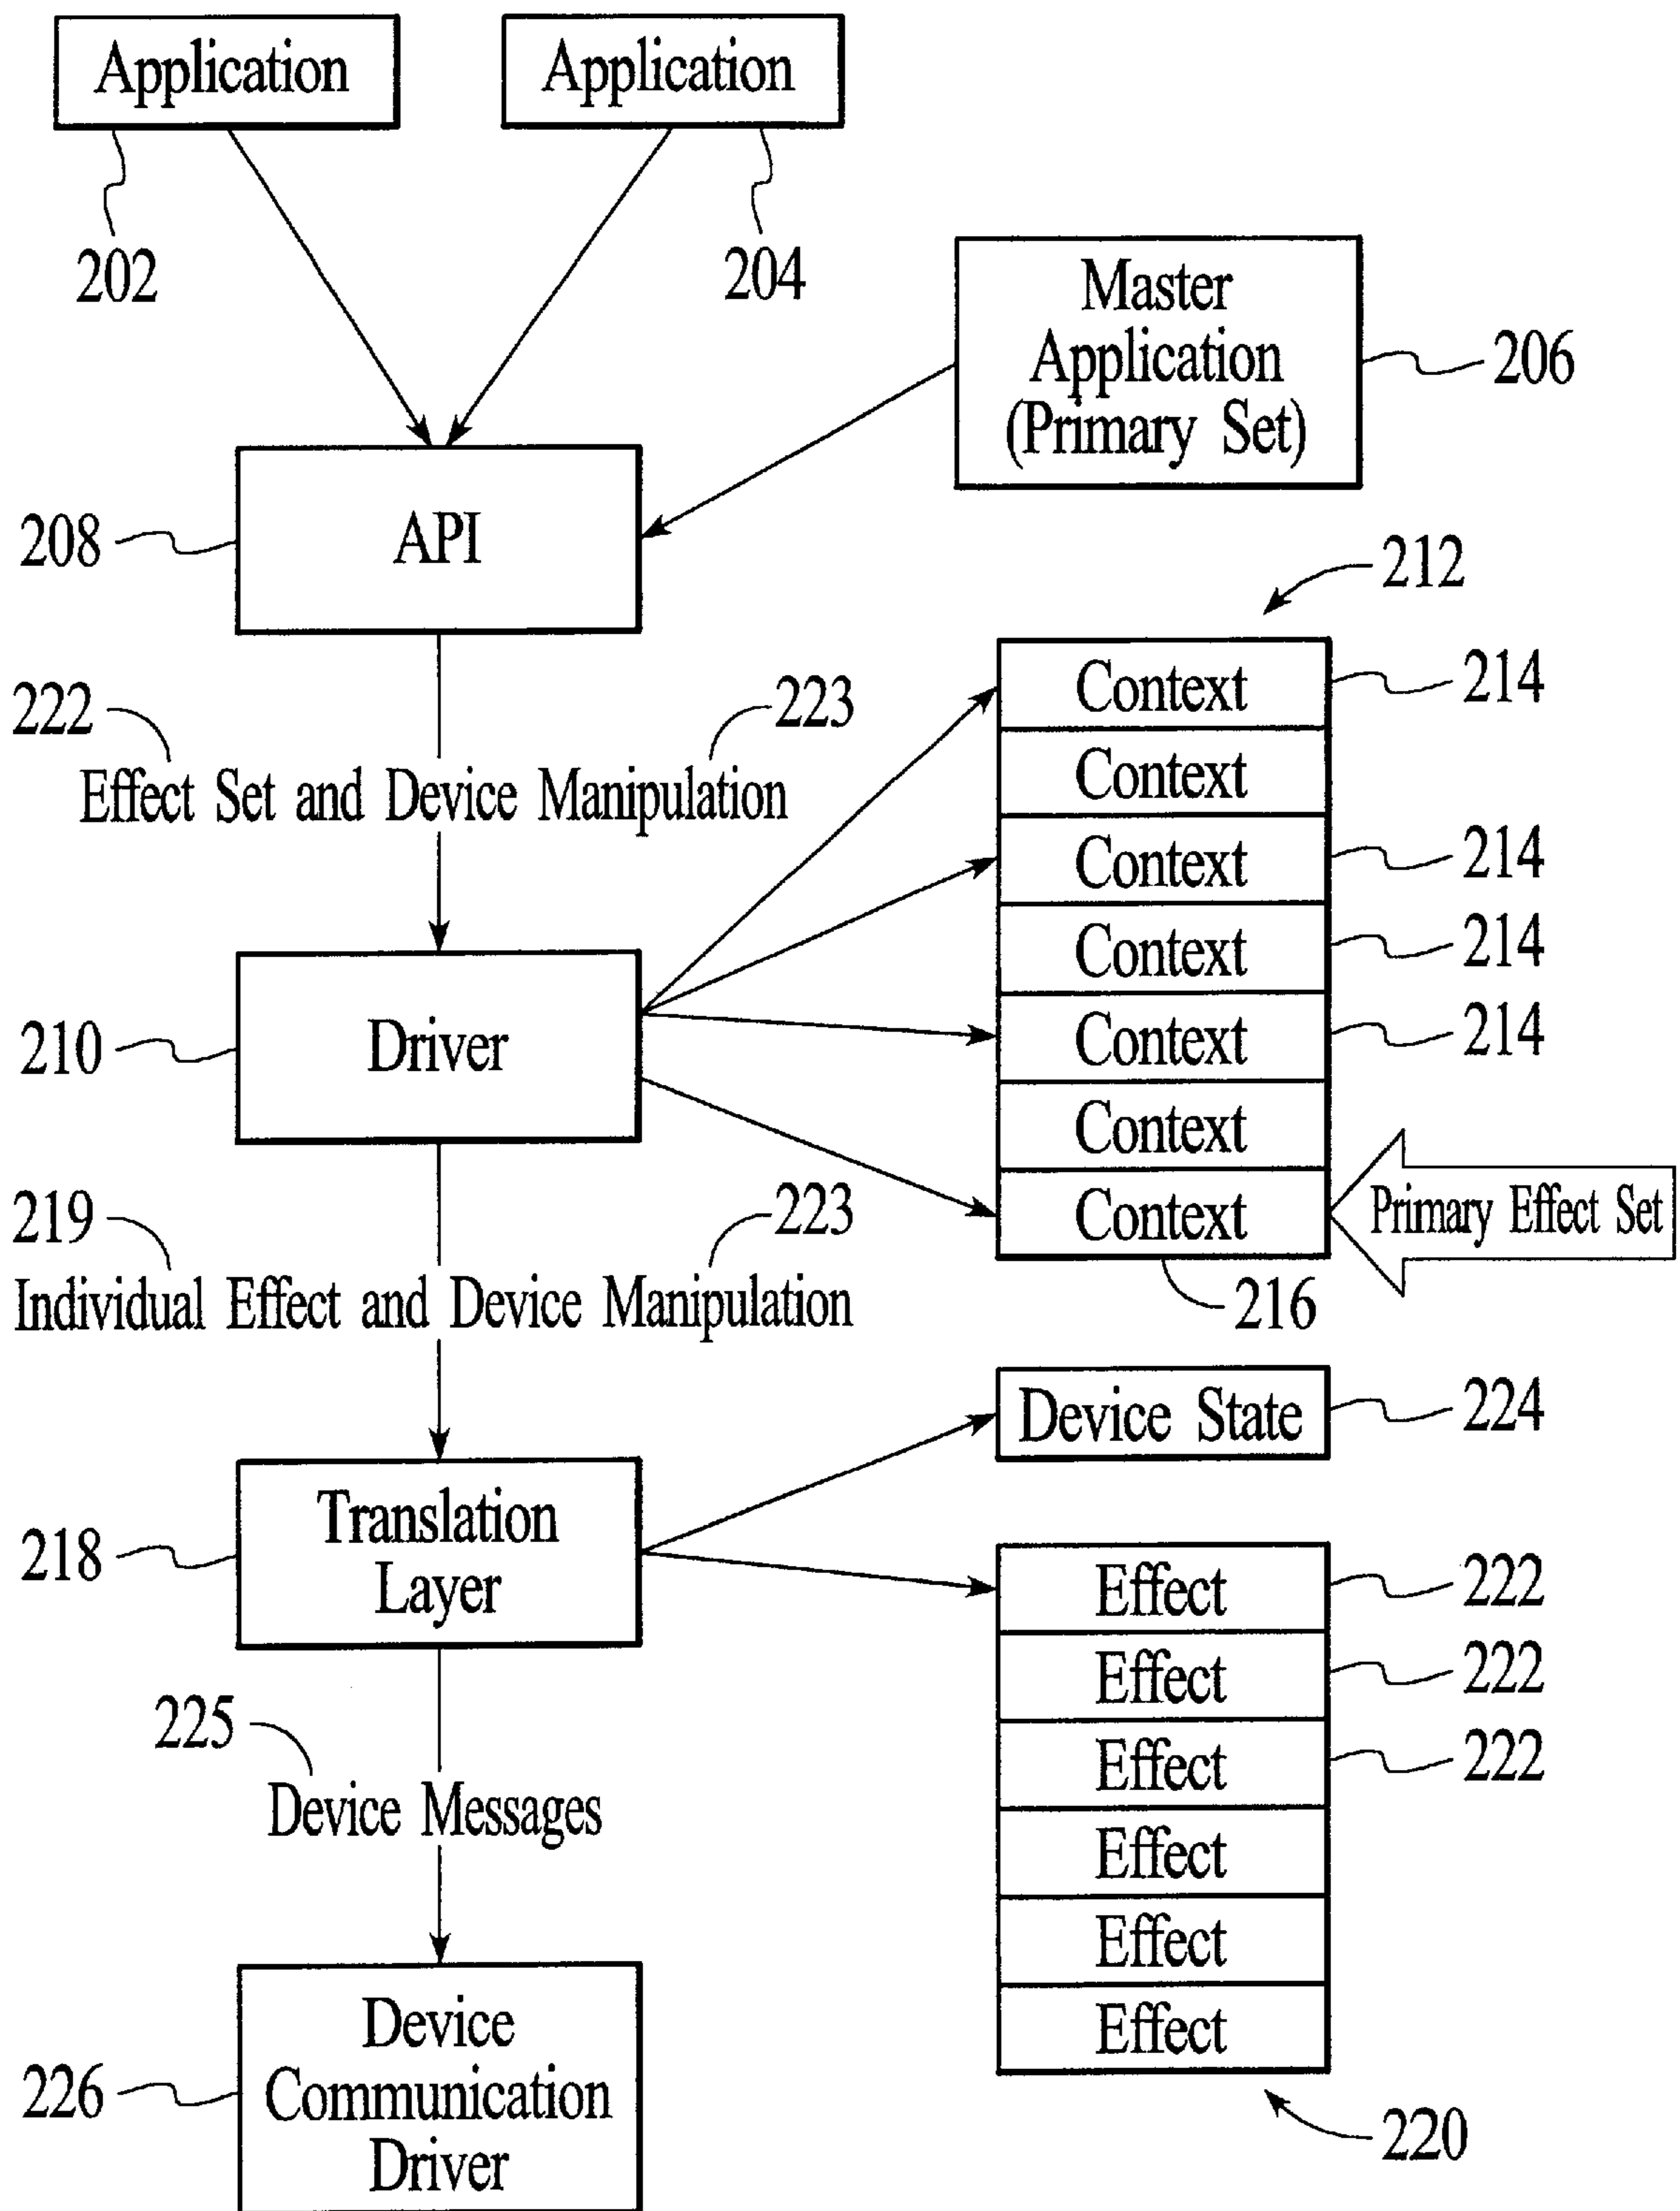 Application
Application
202
204
Master
Application
(Primary Set)
206
208
API
212
Context
214
222
223
Effect Set and Device Manipulation
Context
Context
214
Context
214
210
Driver
Context
214
Context
219
223
Context
Primary Effect Set
Individual Effect and Device Manipulation
216
Device State
224
218
Translation
Layer
Effect
222
Effect
222
225
Effect
222
Device Messages
Effect
Effect
Effect
226
Device
Communication
Driver
220